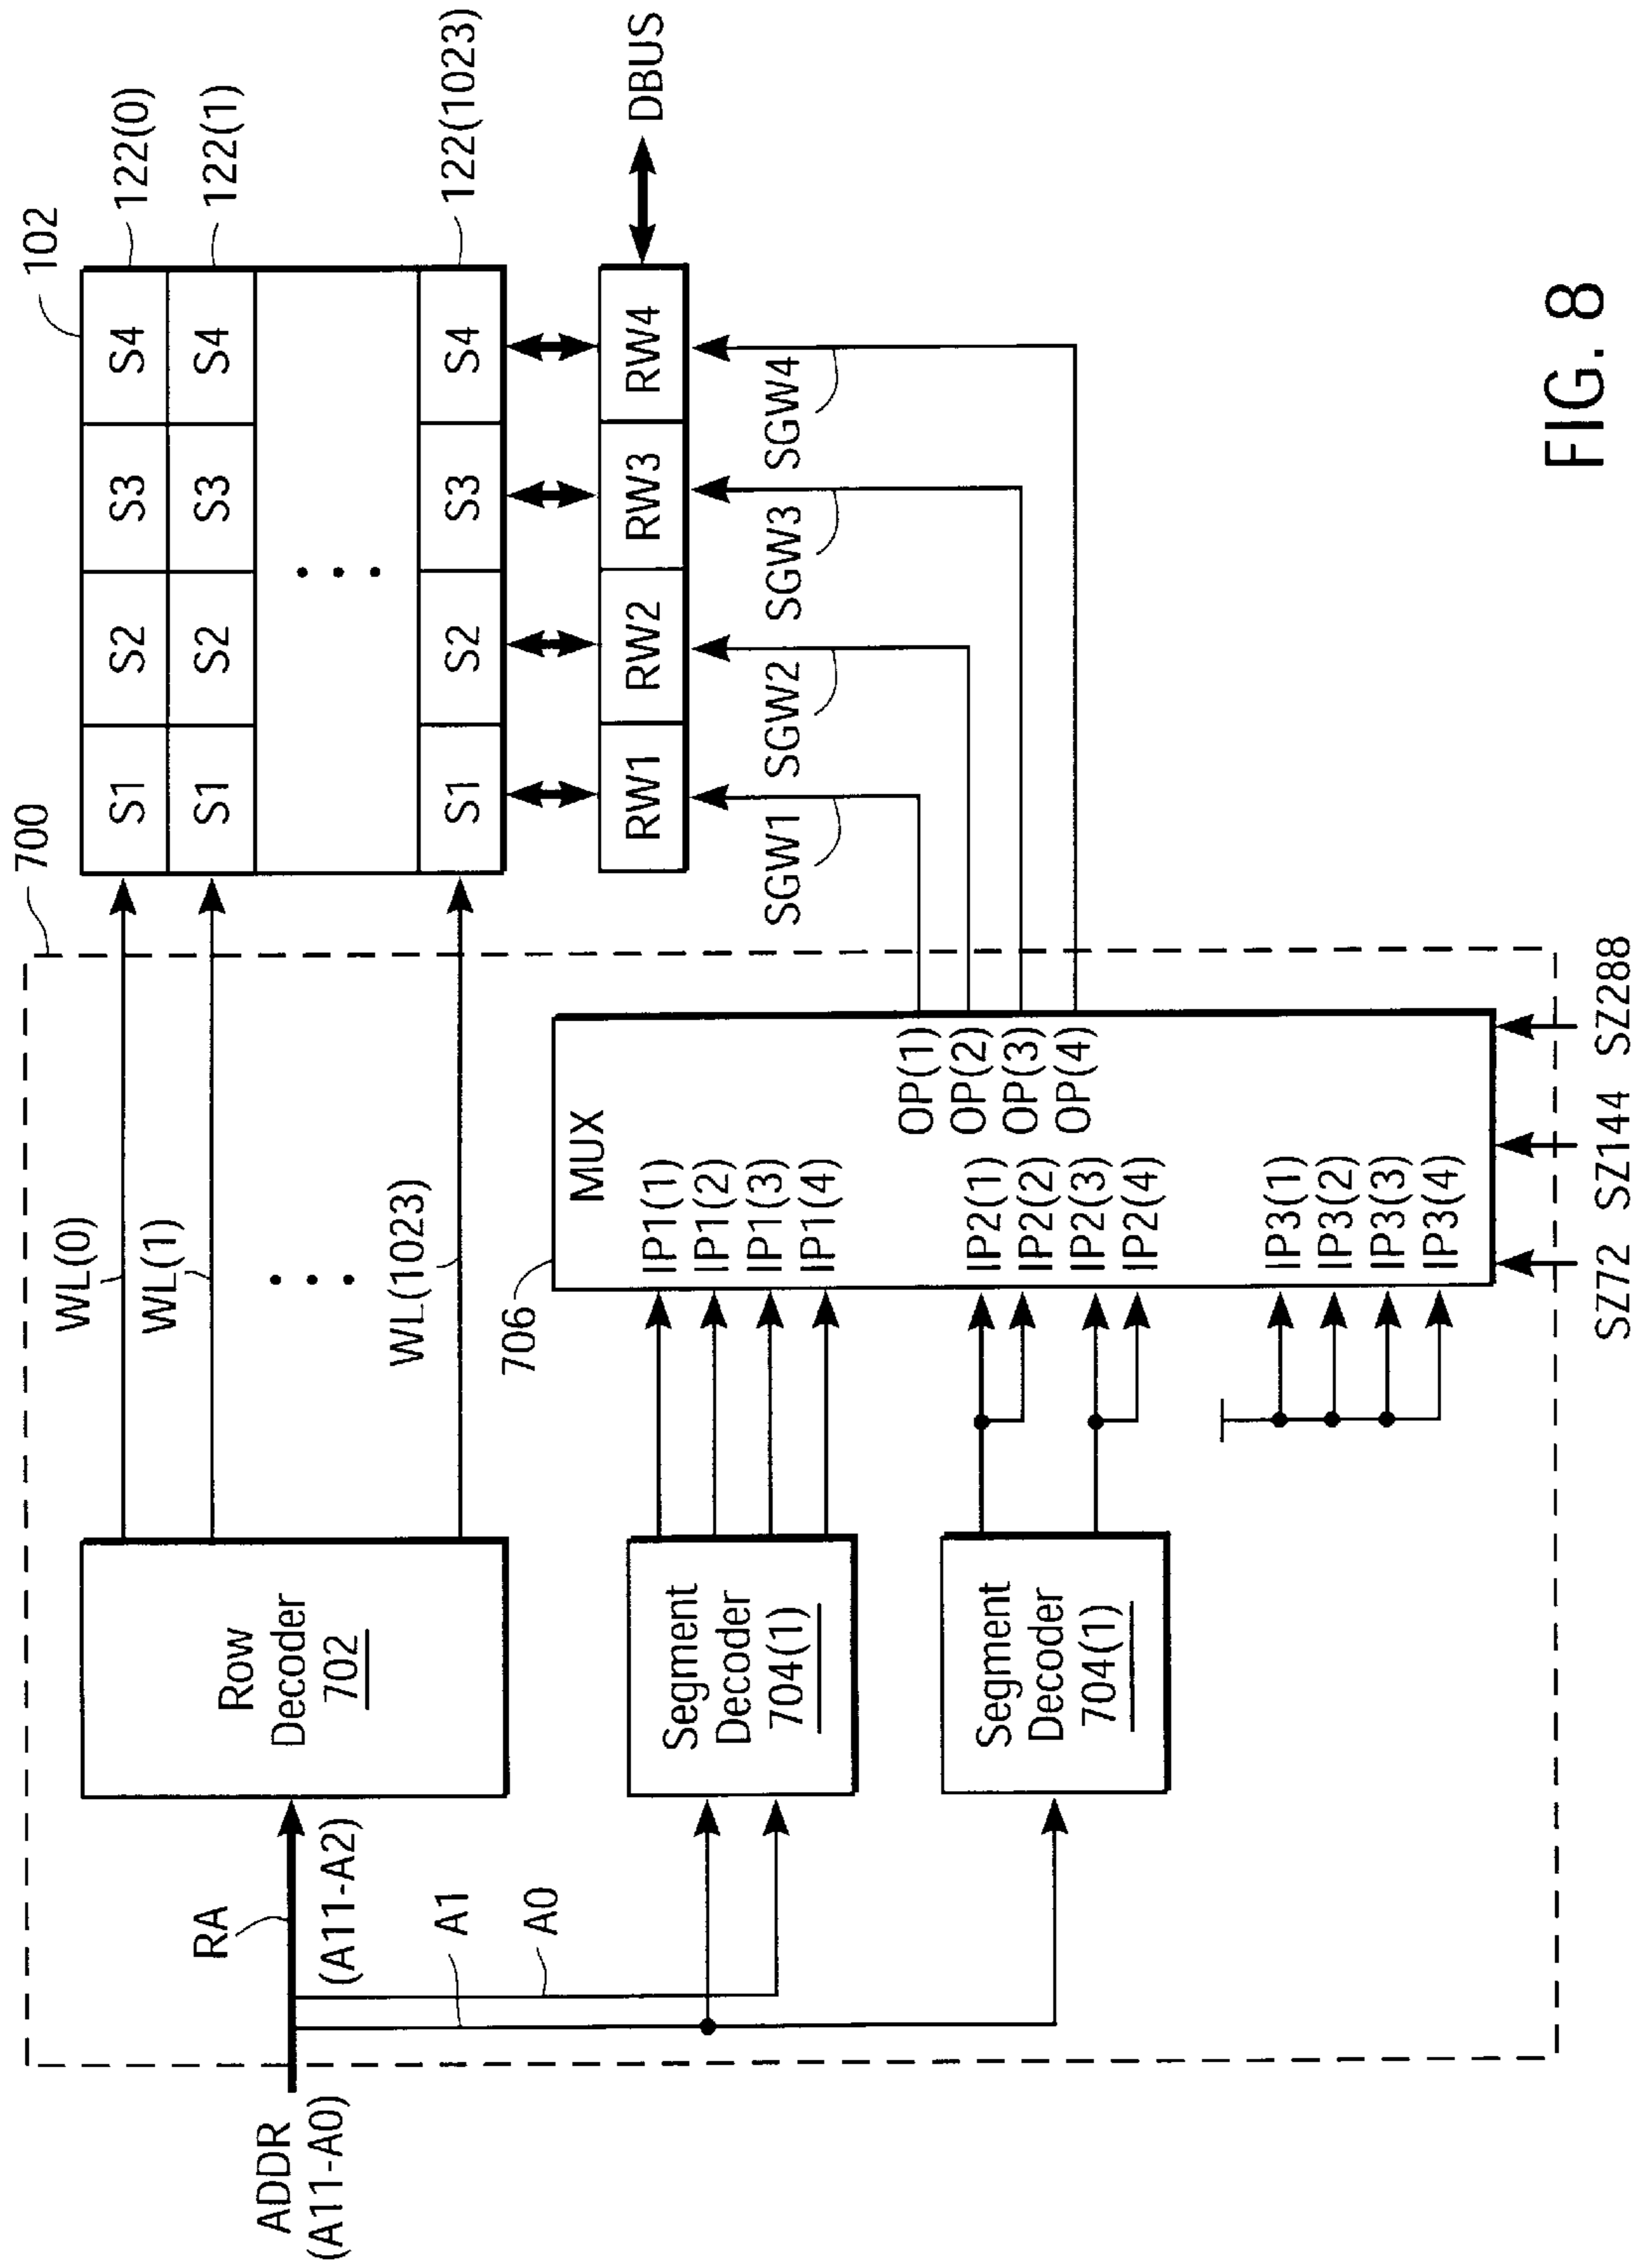 700
102
122(0)
122(1)
122(1023)
WL(0)
WL(1)
WL(1023)
S1 S2 S3 S4
S1 S2 S3 S4
S1 S2 S3 S4
Row
Decoder
702
ADDR
(A11-A0)
RA
(A11-A2)
A1
A0
RW1 RW2 RW3 RW4
DBUS
SGW1 SGW2 SGW3 SGW4
706
MUX
Segment
Decoder
704(1)
IP1(1)
IP1(2)
IP1(3)
IP1(4)
OP(1)
OP(2)
OP(3)
OP(4)
Segment
Decoder
704(1)
IP2(1)
IP2(2)
IP2(3)
IP2(4)
IP3(1)
IP3(2)
IP3(3)
IP3(4)
SZ72 SZ144 SZ288
FIG. 8